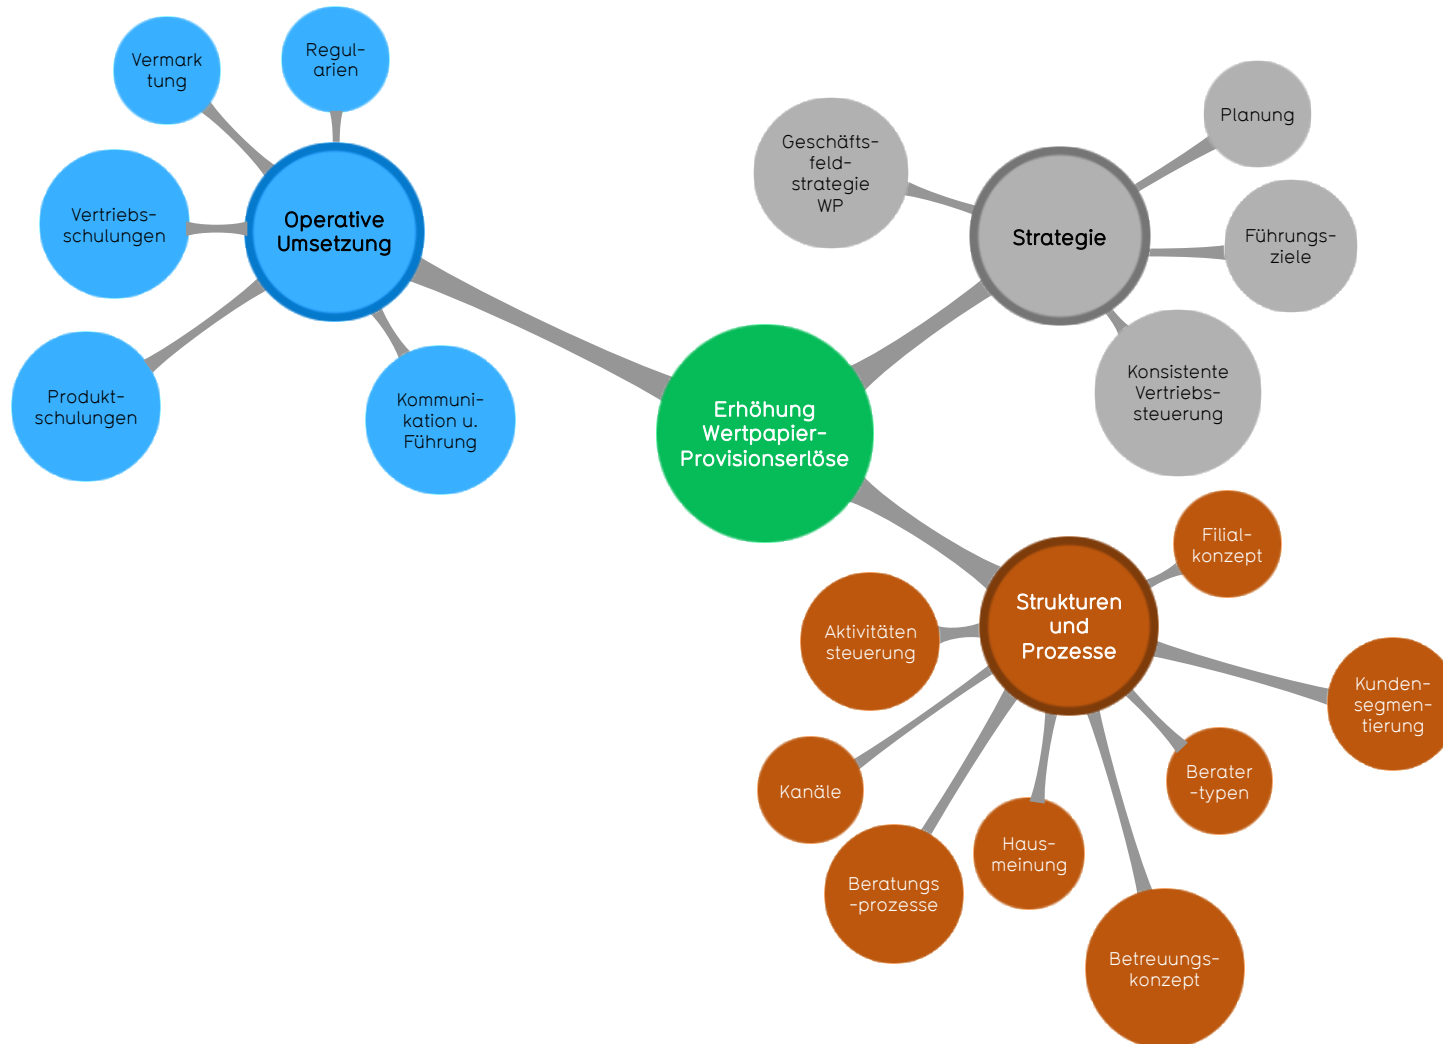 Vermark
tung
Regul-
arien
Vertriebs-
schulungen
Operative
Umsetzung
Produkt-
schulungen
Kommuni-
kation u.
Führung
Erhöhung
Wertpapier-
Provisionserlöse
Geschäfts-
feld-
strategie
WP
Strategie
Planung
Führungs-
ziele
Konsistente
Vertriebs-
steuerung
Strukturen
und
Prozesse
Filial-
konzept
Aktivitäten
steuerung
Kunden-
segmen-
tierung
Kanäle
Berater
-typen
Beratungs
-prozesse
Haus-
meinung
Betreuungs-
konzept